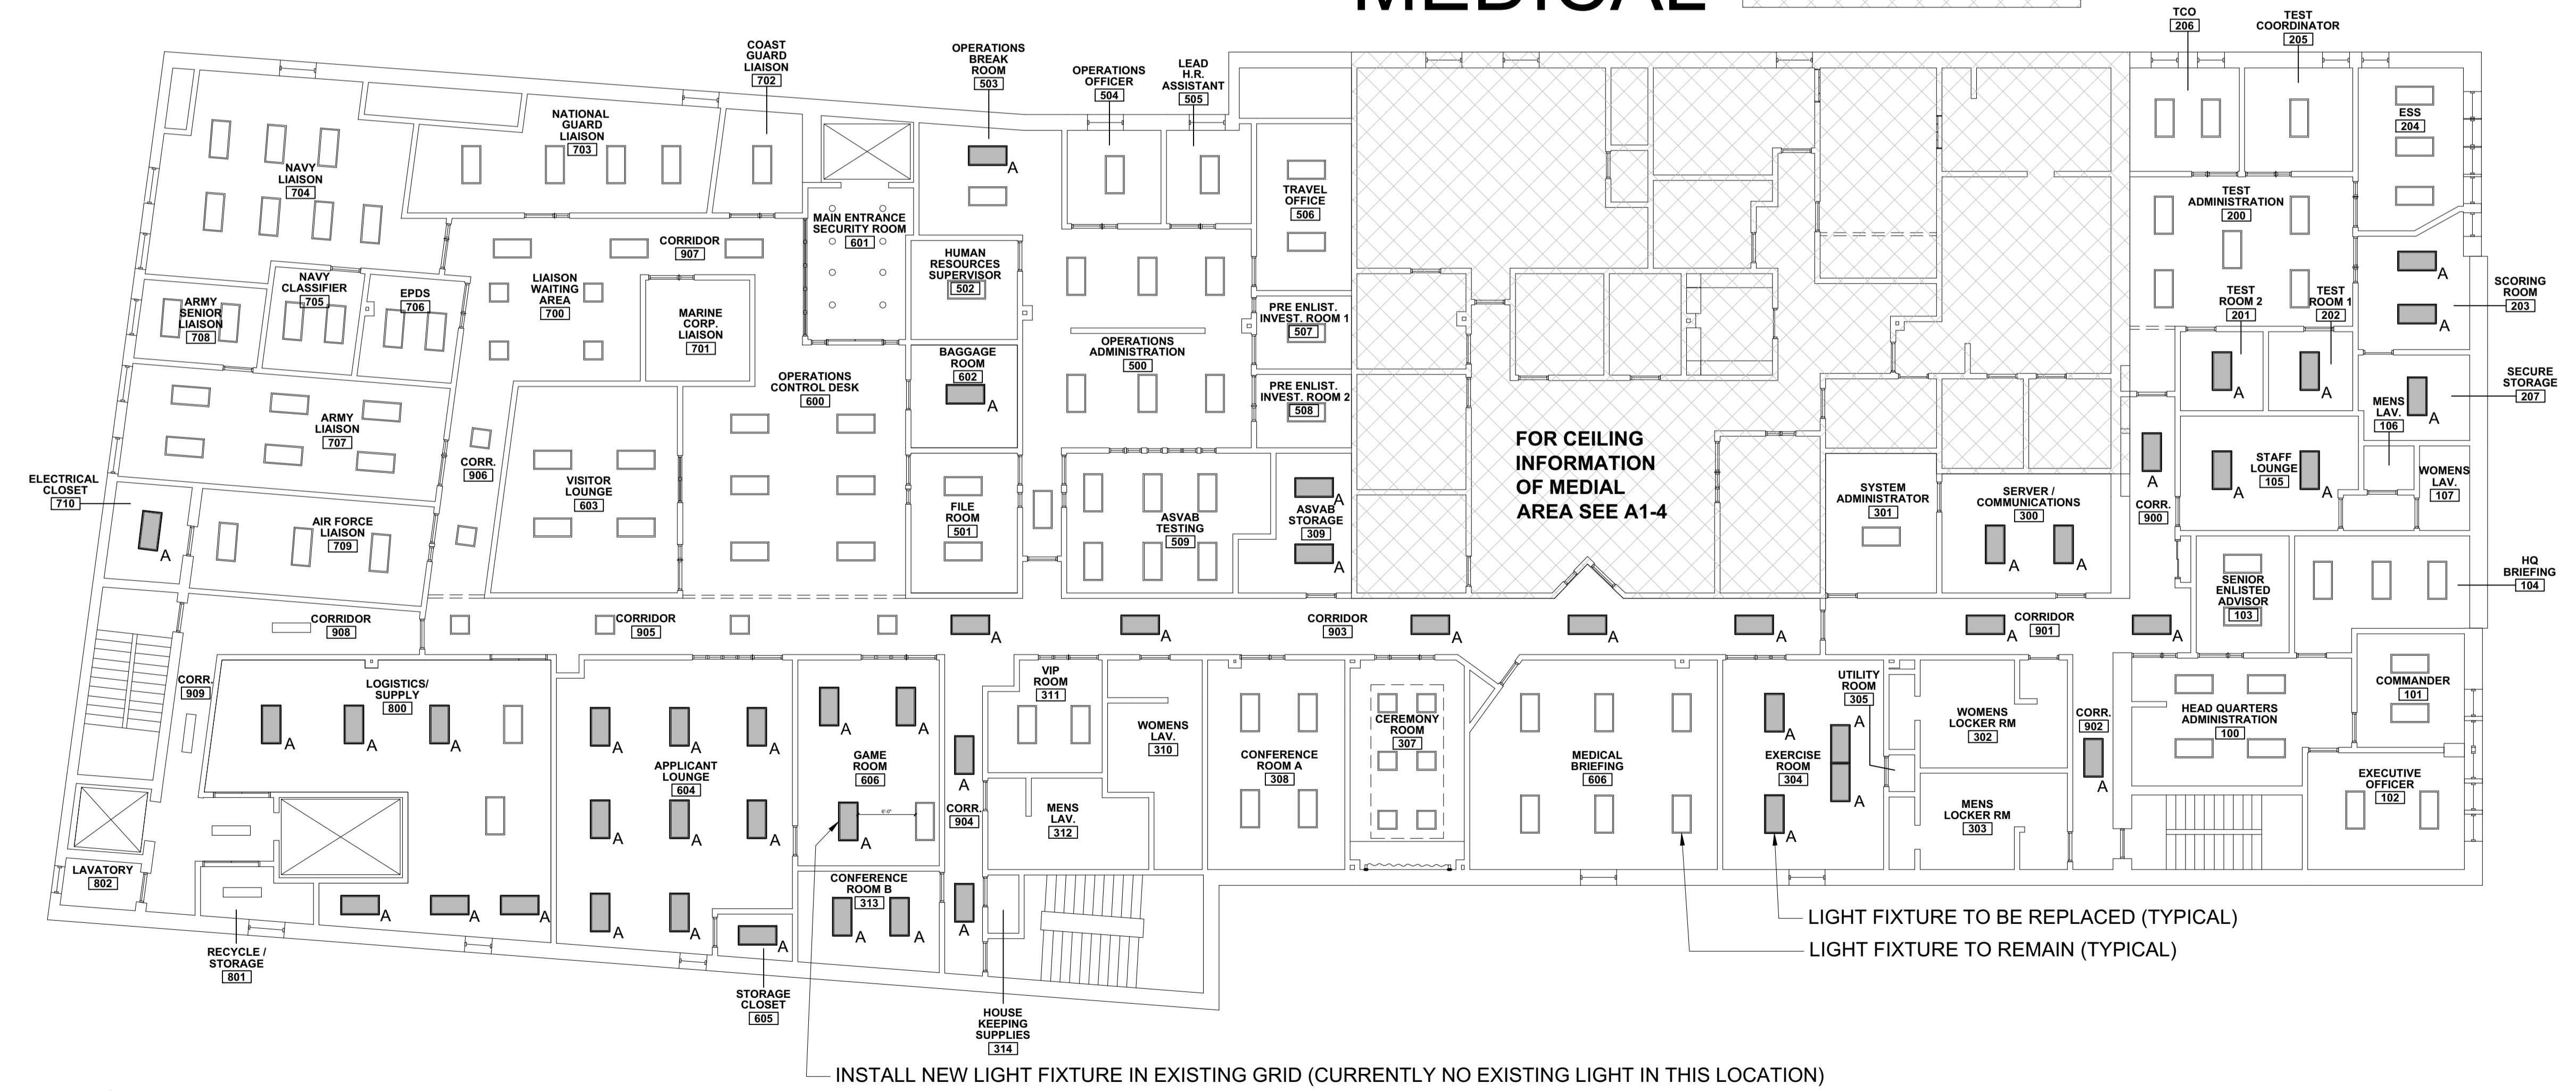 MEDICAL
TCO
206
TEST
COORDINATOR
205
COAST
GUARD
LIAISON
702
OPERATIONS
BREAK
ROOM
503
OPERATIONS
OFFICER
504
LEAD
H.R.
ASSISTANT
505
NATIONAL
GUARD
LIAISON
703
NAVY
LIAISON
704
A
ESS
204
TRAVEL
OFFICE
506
TEST
ADMINISTRATION
200
MAIN ENTRANCE
SECURITY ROOM
601
CORRIDOR
907
HUMAN
RESOURCES
SUPERVISOR
502
LIAISON
WAITING
AREA
700
NAVY
CLASSIFIER
705
EPDS
706
ARMY
SENIOR
LIAISON
708
MARINE
CORP.
LIAISON
701
PRE ENLIST.
INVEST. ROOM 1
507
A
SCORING
ROOM
203
TEST
ROOM 2
201
TEST
ROOM 1
202
A
OPERATIONS
ADMINISTRATION
500
BAGGAGE
ROOM
602
A
OPERATIONS
CONTROL DESK
600
PRE ENLIST.
INVEST. ROOM 2
508
A
A
SECURE
STORAGE
207
A
MENS
LAV.
106
ARMY
LIAISON
707
FOR CEILING
INFORMATION
OF MEDIAL
AREA SEE A1-4
ELECTRICAL
CLOSET
710
A
CORR.
906
VISITOR
LOUNGE
603
A
CORR.
900
STAFF
LOUNGE
105
A
A
WOMENS
LAV.
107
AIR FORCE
LIAISON
709
FILE
ROOM
501
ASVAB
TESTING
509
A
ASVAB
STORAGE
309
A
SYSTEM
ADMINISTRATOR
301
SERVER /
COMMUNICATIONS
300
A
A
SENIOR
ENLISTED
ADVISOR
103
HQ
BRIEFING
104
CORRIDOR
908
CORRIDOR
905
A
A
CORRIDOR
903
A
A
A
A
CORRIDOR
901
A
CORR.
909
LOGISTICS/
SUPPLY
800
A
A
A
A
A
A
APPLICANT
LOUNGE
604
A
A
A
A
A
A
A
A
GAME
ROOM
606
A
A
6'-0"
A
A
CORR.
904
A
VIP
ROOM
311
WOMENS
LAV.
310
MENS
LAV.
312
CONFERENCE
ROOM A
308
CEREMONY
ROOM
307
MEDICAL
BRIEFING
606
EXERCISE
ROOM
304
A
A
A
A
UTILITY
ROOM
305
WOMENS
LOCKER RM
302
MENS
LOCKER RM
303
CORR.
902
A
HEAD QUARTERS
ADMINISTRATION
100
COMMANDER
101
EXECUTIVE
OFFICER
102
LAVATORY
802
RECYCLE /
STORAGE
801
CONFERENCE
ROOM B
313
A
A
A
STORAGE
CLOSET
605
HOUSE
KEEPING
SUPPLIES
314
LIGHT FIXTURE TO BE REPLACED (TYPICAL)
LIGHT FIXTURE TO REMAIN (TYPICAL)
INSTALL NEW LIGHT FIXTURE IN EXISTING GRID (CURRENTLY NO EXISTING LIGHT IN THIS LOCATION)